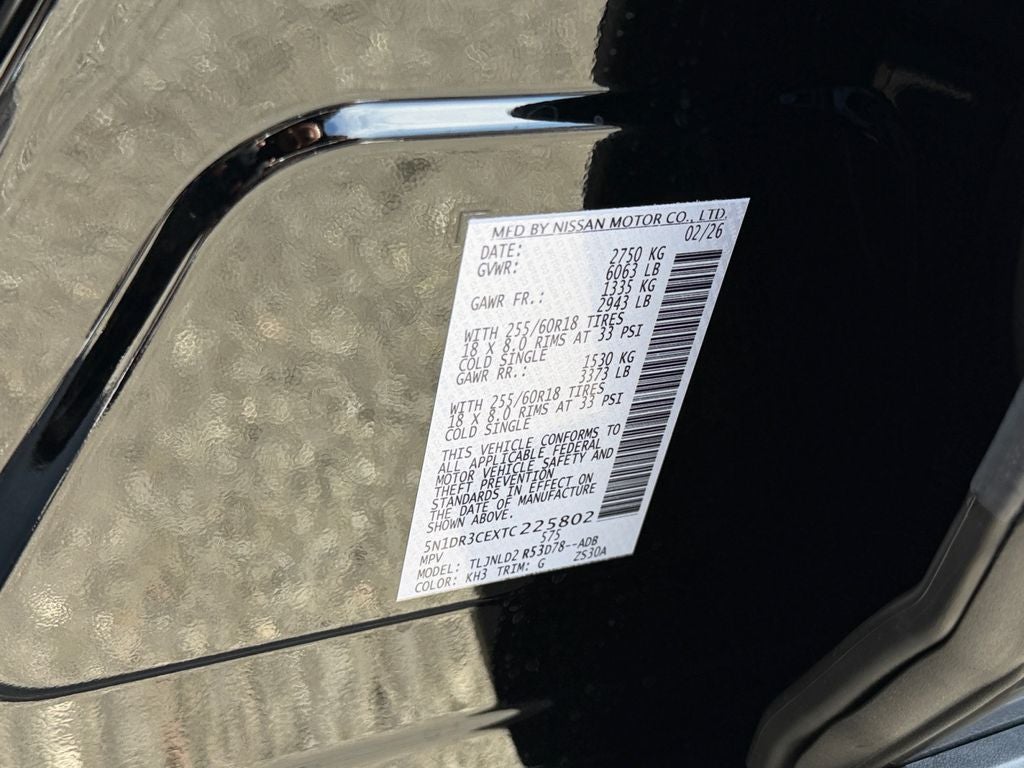 MFD BY NISSAN MOTOR CO., LTD.
DATE: 02/26
GVWR: 2750 KG
6063 LB
GAWR FR.: 1335 KG
2943 LB
WITH 255/60R18 TIRES
18 X 8.0 RIMS AT 33 PSI
COLD SINGLE
GAWR RR.: 1530 KG
3373 LB
WITH 255/60R18 TIRES
18 X 8.0 RIMS AT 33 PSI
COLD SINGLE
THIS VEHICLE CONFORMS TO
ALL APPLICABLE FEDERAL
MOTOR VEHICLE SAFETY AND
THEFT PREVENTION
STANDARDS IN EFFECT ON
THE DATE OF MANUFACTURE
SHOWN ABOVE.
5N1DR3CEXTC225802
MPV 575
MODEL: TLJNLD2 R53D78--ADB
COLOR: KH3 TRIM: G ZS30A